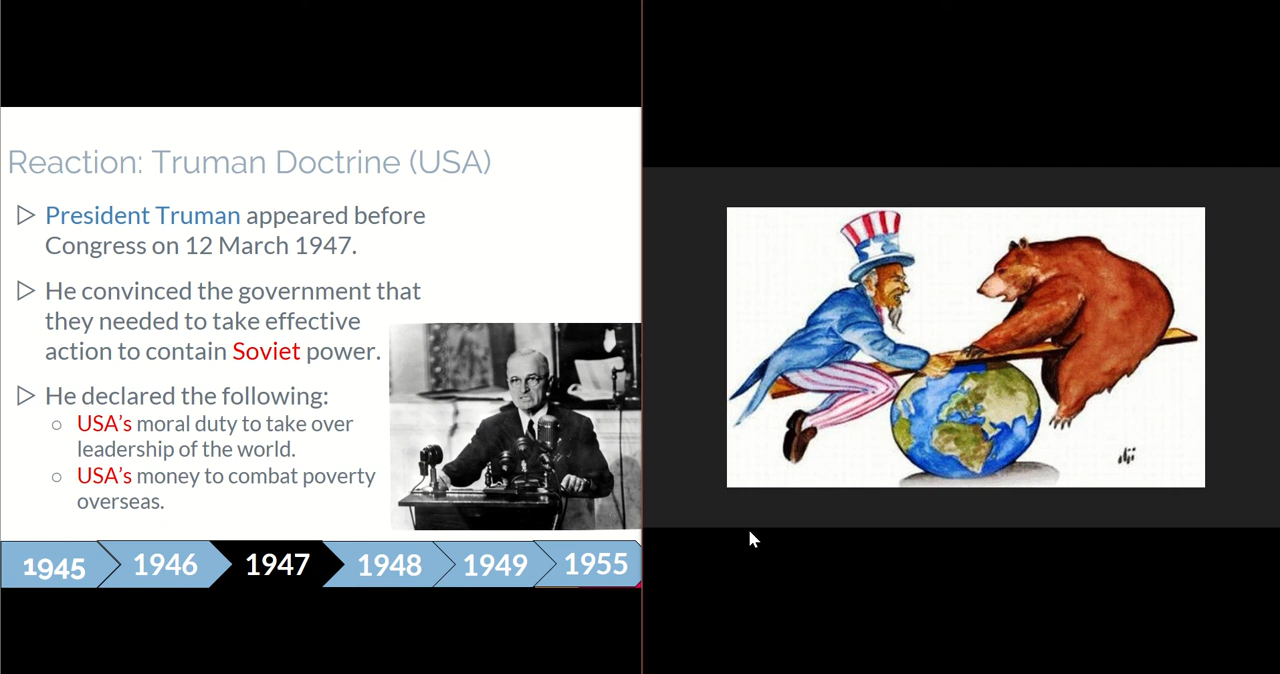 Reaction: Truman Doctrine (USA)
President Truman appeared before
Congress on 12 March 1947.
He convinced the government that
they needed to take effective
action to contain Soviet power.
He declared the following:
USA's moral duty to take over
leadership of the world.
USA's money to combat poverty
overseas.
1945 1946 1947 1948 1949 1955